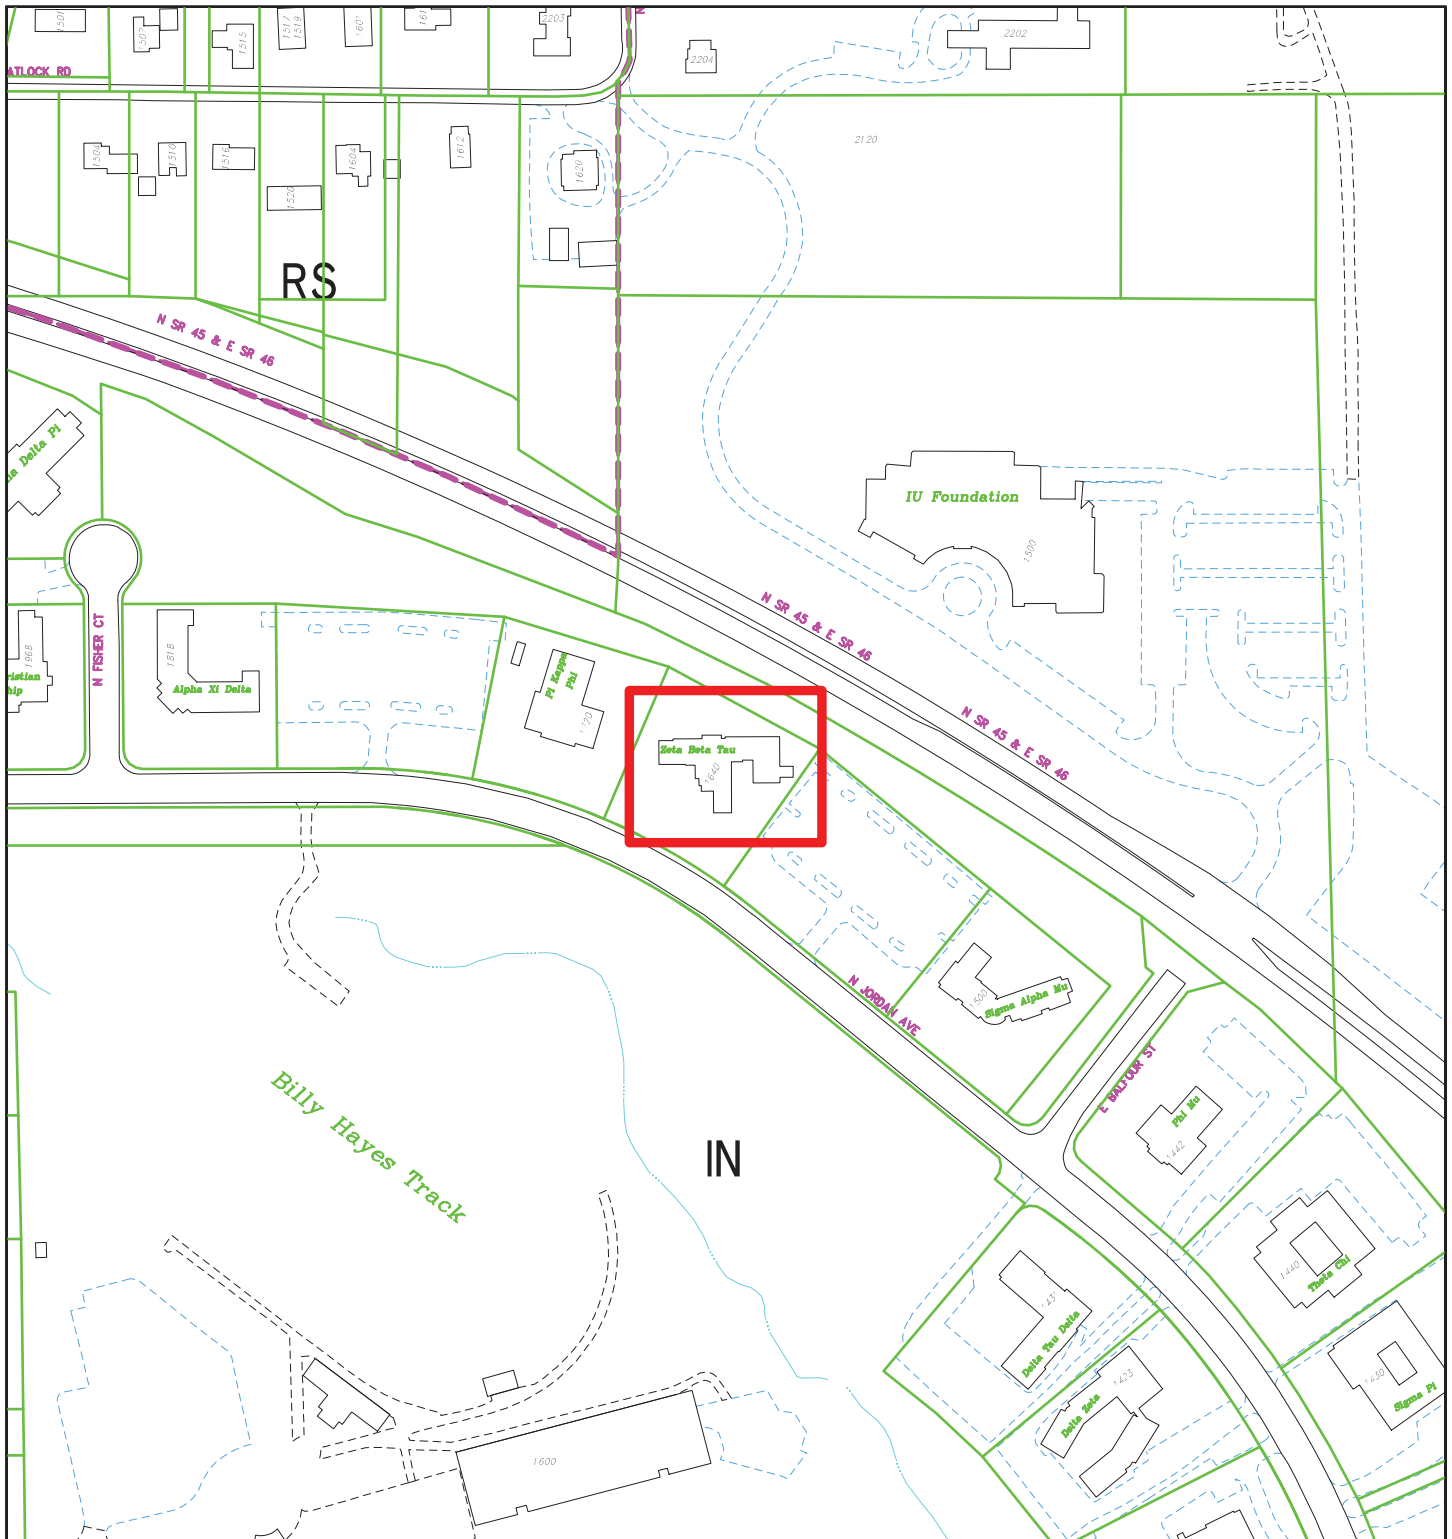 1501
1507
1515
1517
1519
1601
161
2203
2204
2202
N
ATLOCK RD
2120
1504
1510
1516
1520
1604
1612
1620
RS
N SR 45 & E SR 46
Delta Pi
IU Foundation
1500
N SR 45 & E SR 46
N FISHER CT
1968
ristian
hip
1818
Alpha Xi Delta
Pi Kappa
Phi
Zeta Beta Tau
1640
N SR 45 & E SR 46
N JORDAN AVE
1500
Sigma Alpha Mu
E BALFOUR ST
Phi Mu
1442
Billy Hayes Track
IN
1440
Theta Chi
143
Delta Tau Delta
1423
Delta Zeta
1430
Sigma Pi
1600